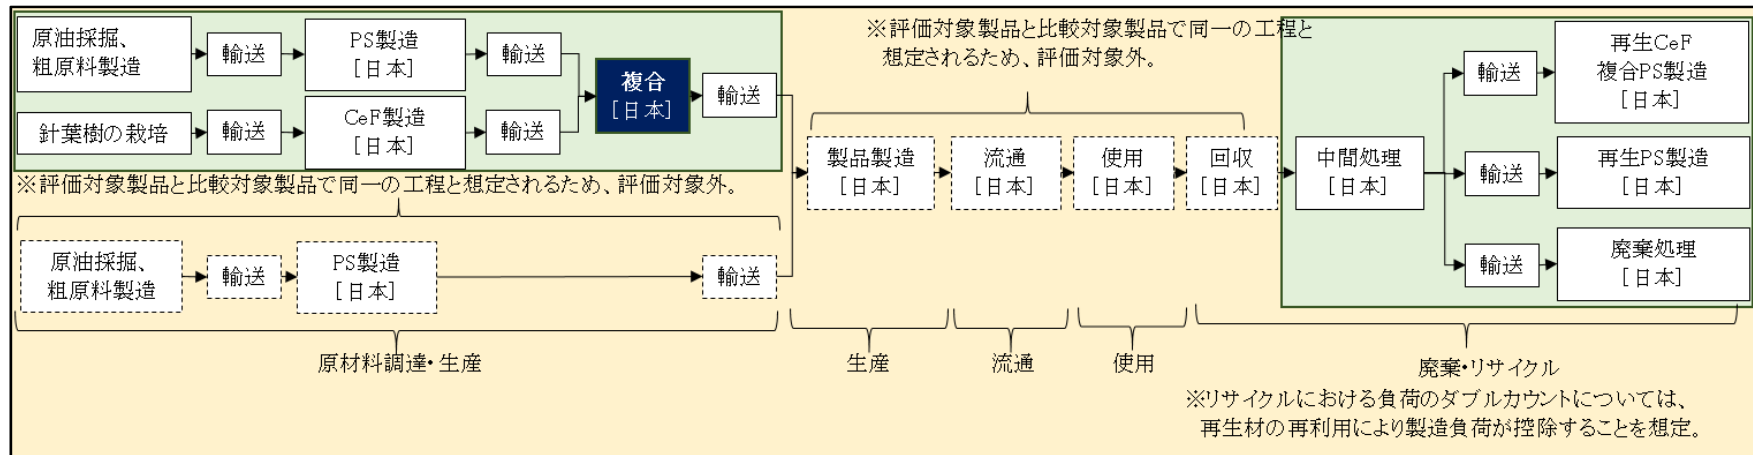 原油採掘、
粗原料製造
輸送
PS製造
[日本]
輸送
針葉樹の栽培
輸送
CeF製造
[日本]
輸送
複合
[日本]
輸送
※評価対象製品と比較対象製品で同一の工程と想定されるため、評価対象外。
原油採掘、
粗原料製造
輸送
PS製造
[日本]
輸送
原材料調達・生産
※評価対象製品と比較対象製品で同一の工程と
想定されるため、評価対象外。
製品製造
[日本]
流通
[日本]
使用
[日本]
回収
[日本]
生産
流通
使用
中間処理
[日本]
輸送
再生CeF
複合PS製造
[日本]
輸送
再生PS製造
[日本]
輸送
廃棄処理
[日本]
廃棄・リサイクル
※リサイクルにおける負荷のダブルカウントについては、
再生材の再利用により製造負荷が控除することを想定。